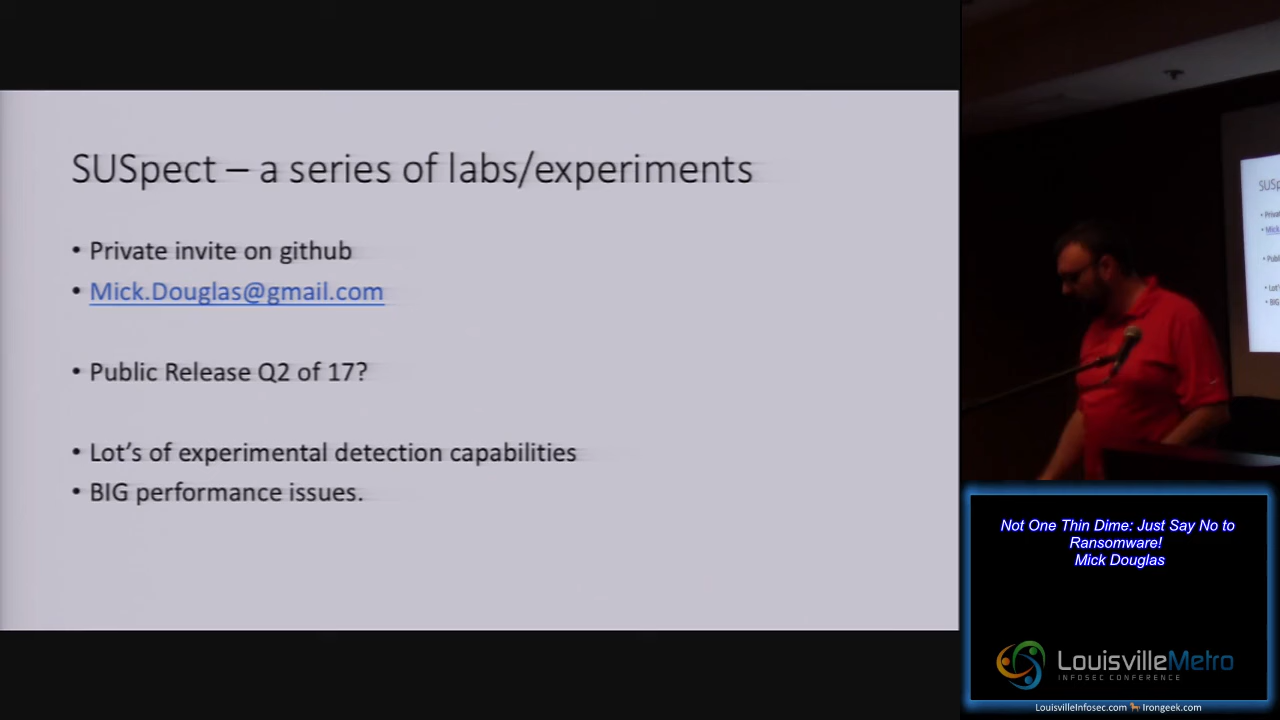 SUSpect – a series of labs/experiments
• Private invite on github
• Mick.Douglas@gmail.com
• Public Release Q2 of 17?
• Lot's of experimental detection capabilities
• BIG performance issues.
Not One Thin Dime: Just Say No to
Ransomware!
Mick Douglas
LouisvilleMetro
INFOSEC CONFERENCE
LouisvilleInfosec.com Irongeek.com